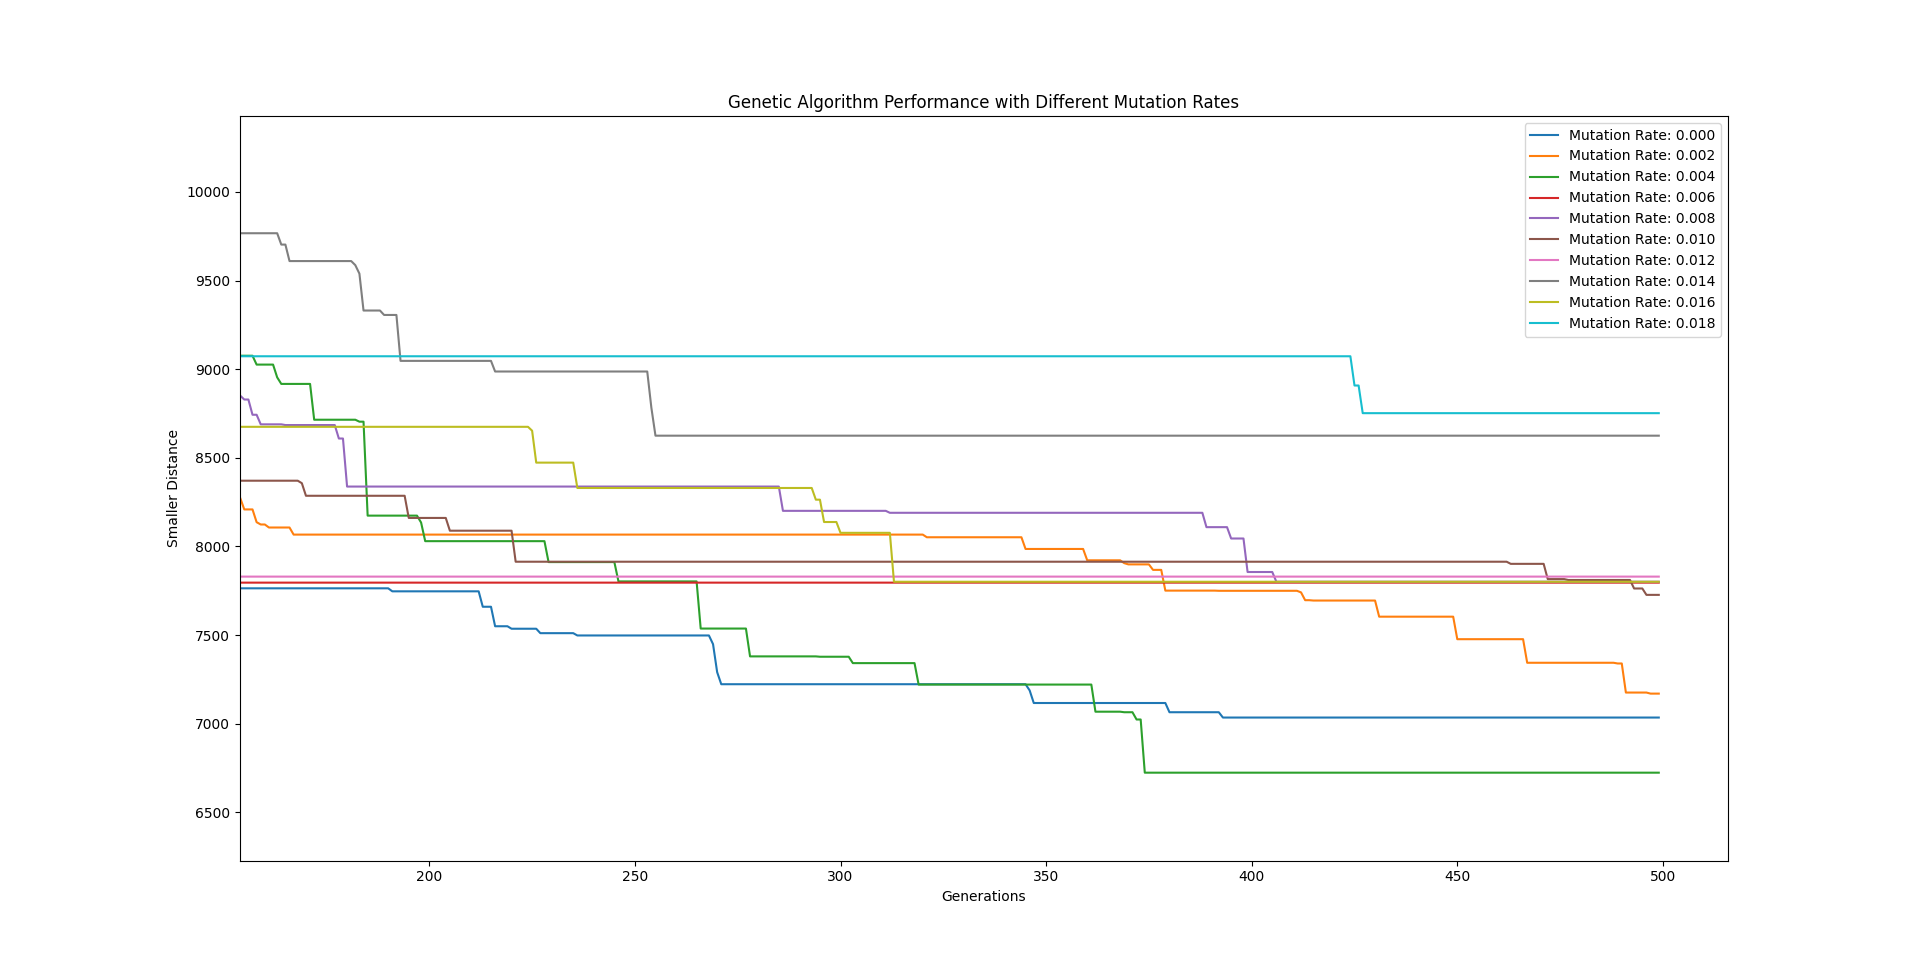 Genetic Algorithm Performance with Different Mutation Rates
Mutation Rate: 0.000
Mutation Rate: 0.002
Mutation Rate: 0.004
Mutation Rate: 0.006
Mutation Rate: 0.008
Mutation Rate: 0.010
Mutation Rate: 0.012
Mutation Rate: 0.014
Mutation Rate: 0.016
Mutation Rate: 0.018
Smaller Distance
10000
9500
9000
8500
8000
7500
7000
6500
200 250 300 350 400 450 500
Generations